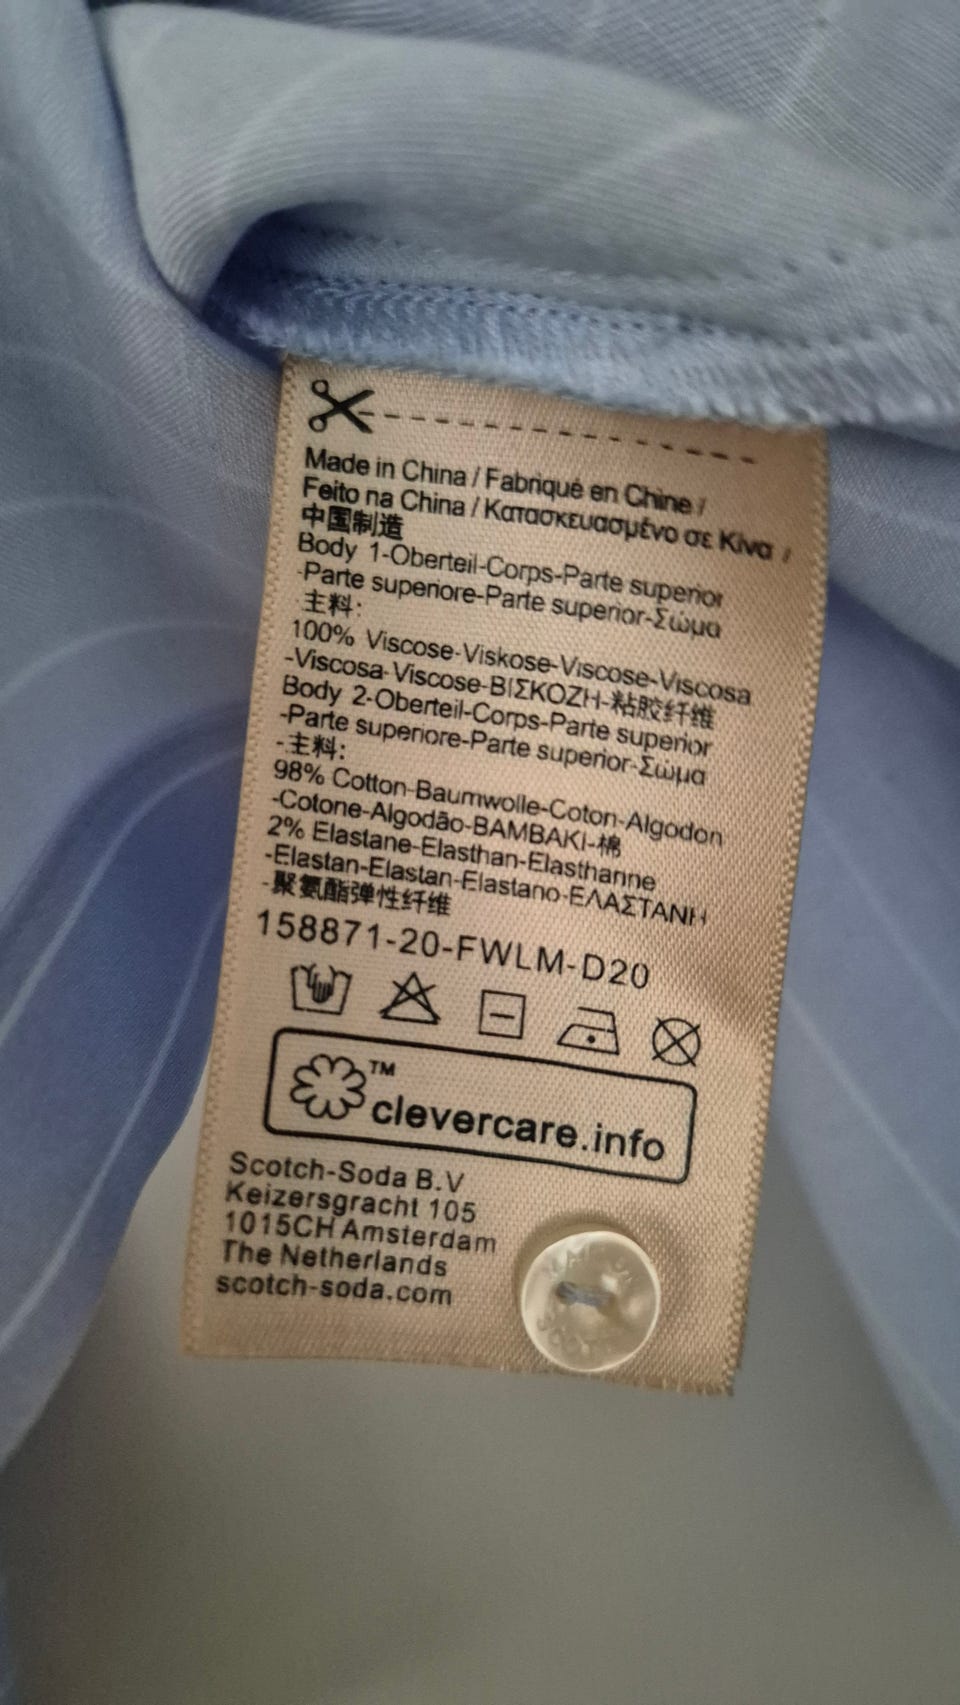 Made in China / Fabriqué en Chine /
Feito na China / Κατασκευασμένο σε Κίνα /
中国制造
Body 1-Oberteil-Corps-Parte superior
-Parte superiore-Parte superior-Σώμα
-主料:
100% Viscose-Viskose-Viscose-Viscosa
-Viscosa-Viscose-ΒΙΣΚΟΖΗ-粘胶纤维
Body 2-Oberteil-Corps-Parte superior
-Parte superiore-Parte superior-Σώμα
-主料:
98% Cotton-Baumwolle-Coton-Algodon
-Cotone-Algodão-BAMBAKI-棉
2% Elastane-Elasthan-Elasthanne
-Elastan-Elastan-Elastano-ΕΛΑΣΤΑΝΗ
-聚氨酯弹性纤维
158871-20-FWLM-D20
™
clevercare.info
Scotch-Soda B.V
Keizersgracht 105
1015CH Amsterdam
The Netherlands
scotch-soda.com